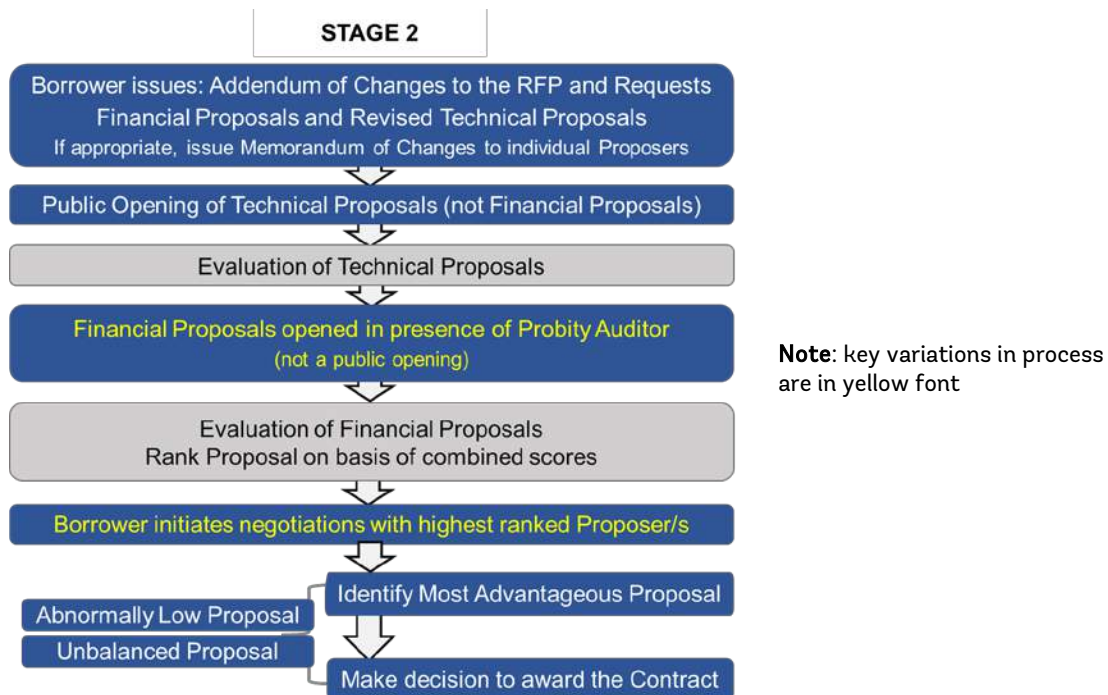 STAGE 2
Borrower issues: Addendum of Changes to the RFP and Requests
Financial Proposals and Revised Technical Proposals
If appropriate, issue Memorandum of Changes to individual Proposers
Public Opening of Technical Proposals (not Financial Proposals)
Evaluation of Technical Proposals
Financial Proposals opened in presence of Probity Auditor
(not a public opening)
Note: key variations in process
are in yellow font
Evaluation of Financial Proposals
Rank Proposal on basis of combined scores
Borrower initiates negotiations with highest ranked Proposer/s
Identify Most Advantageous Proposal
Abnormally Low Proposal
Unbalanced Proposal
Make decision to award the Contract